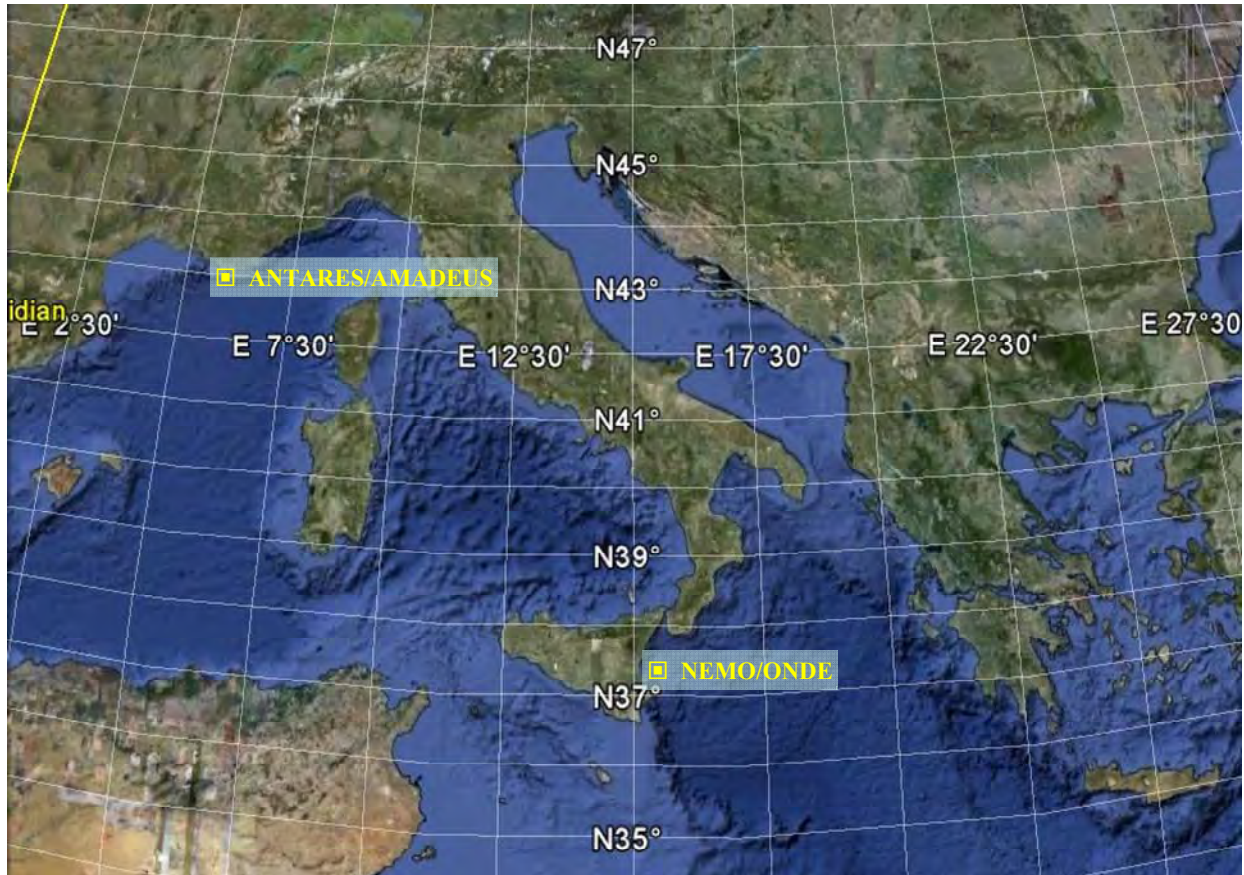 N47°
N45°
ANTARES/AMADEUS
N43°
idian
E 2°30'
E 7°30'
E 12°30'
E 17°30'
E 22°30'
E 27°30
N41°
N39°
NEMO/ONDE
N37°
N35°